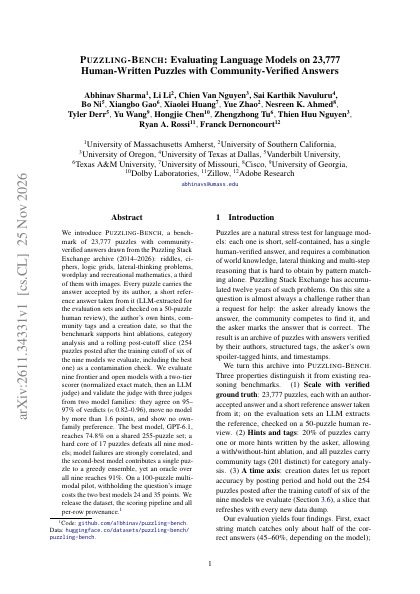 PUZZLING-BENCH: Evaluating Language Models on 23,777
Human-Written Puzzles with Community-Verified Answers
Abhinav Sharma¹, Li Li², Chien Van Nguyen³, Sai Karthik Navuluru⁴,
Bo Ni⁵, Xiangbo Gao⁶, Xiaolei Huang⁷, Yue Zhao², Nesreen K. Ahmed⁸,
Tyler Derr⁵, Yu Wang⁹, Hongjie Chen¹⁰, Zhengzhong Tu⁶, Thien Huu Nguyen³,
Ryan A. Rossi¹¹, Franck Dernoncourt¹²
¹University of Massachusetts Amherst, ²University of Southern California,
³University of Oregon, ⁴University of Texas at Dallas, ⁵Vanderbilt University,
⁶Texas A&M University, ⁷University of Missouri, ⁸Cisco, ⁹University of Georgia,
¹⁰Dolby Laboratories, ¹¹Zillow, ¹²Adobe Research
abhinavs@umass.edu
arXiv:2611.34331v1 [cs.CL] 25 Nov 2026
Abstract
We introduce PUZZLING-BENCH, a bench-
mark of 23,777 puzzles with community-
verified answers drawn from the Puzzling Stack
Exchange archive (2014–2026): riddles, ci-
phers, logic grids, lateral-thinking problems,
wordplay and recreational mathematics, a third
of them with images. Every puzzle carries the
answer accepted by its author, a short refer-
ence answer taken from it (LLM-extracted for
the evaluation sets and checked on a 50-puzzle
human review), the author's own hints, com-
munity tags and a creation date, so that the
benchmark supports hint ablations, category
analysis and a rolling post-cutoff slice (254
puzzles posted after the training cutoff of six of
the nine models we evaluate, including the best
one) as a contamination check. We evaluate
nine frontier and open models with a two-tier
scorer (normalized exact match, then an LLM
judge) and validate the judge with three judges
from two model families: they agree on 95–
97% of verdicts (κ 0.82–0.96), move no model
by more than 1.6 points, and show no own-
family preference. The best model, GPT-6.1,
reaches 74.8% on a shared 255-puzzle set; a
hard core of 17 puzzles defeats all nine mod-
els; model failures are strongly correlated, and
the second-best model contributes a single puz-
zle to a greedy ensemble, yet an oracle over
all nine reaches 91%. On a 100-puzzle multi-
modal pilot, withholding the question's image
costs the two best models 24 and 35 points. We
release the dataset, the scoring pipeline and all
per-row provenance.¹
¹Code: github.com/albhinav/puzzling-bench.
Data: huggingface.co/datasets/puzzling-bench/
puzzling-bench.
1 Introduction
Puzzles are a natural stress test for language mod-
els: each one is short, self-contained, has a single
human-verified answer, and requires a combination
of world knowledge, lateral thinking and multi-step
reasoning that is hard to obtain by pattern match-
ing alone. Puzzling Stack Exchange has accumu-
lated twelve years of such problems. On this site
a question is almost always a challenge rather than
a request for help: the asker already knows the
answer, the community competes to find it, and
the asker marks the answer that is correct. The
result is an archive of puzzles with answers verified
by their authors, structured tags, the asker's own
spoiler-tagged hints, and timestamps.
We turn this archive into PUZZLING-BENCH.
Three properties distinguish it from existing rea-
soning benchmarks. (1) Scale with verified
ground truth: 23,777 puzzles, each with an author-
accepted answer and a short reference answer taken
from it; on the evaluation sets an LLM extracts
the reference, checked on a 50-puzzle human re-
view. (2) Hints and tags: 20% of puzzles carry
one or more hints written by the asker, allowing
a with/without-hint ablation, and all puzzles carry
community tags (201 distinct) for category analy-
sis. (3) A time axis: creation dates let us report
accuracy by posting period and hold out the 254
puzzles posted after the training cutoff of six of the
nine models we evaluate (Section 3.6), a slice that
refreshes with every new data dump.
Our evaluation yields four findings. First, exact
string match catches only about half of the cor-
rect answers (45–60%, depending on the model);
1